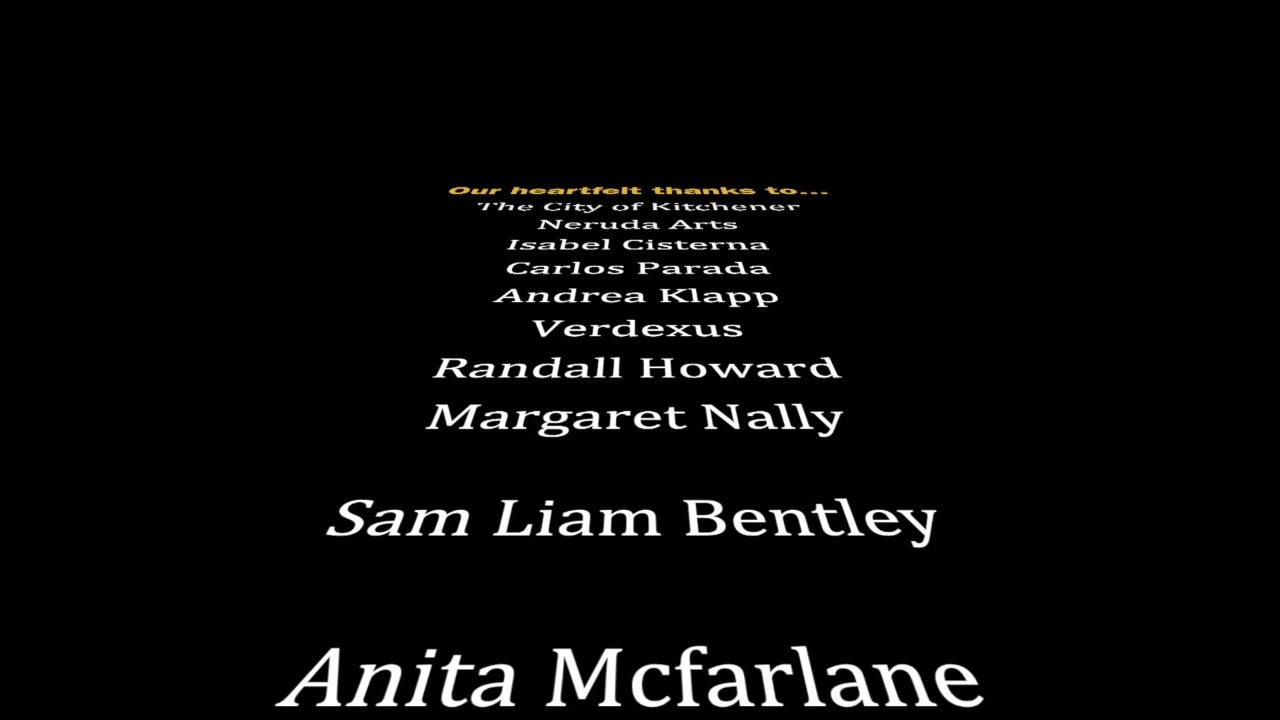 Our heartfelt thanks to...
The City of Kitchener
Neruda Arts
Isabel Cisterna
Carlos Parada
Andrea Klapp
Verdexus
Randall Howard
Margaret Nally
Sam Liam Bentley
Anita Mcfarlane